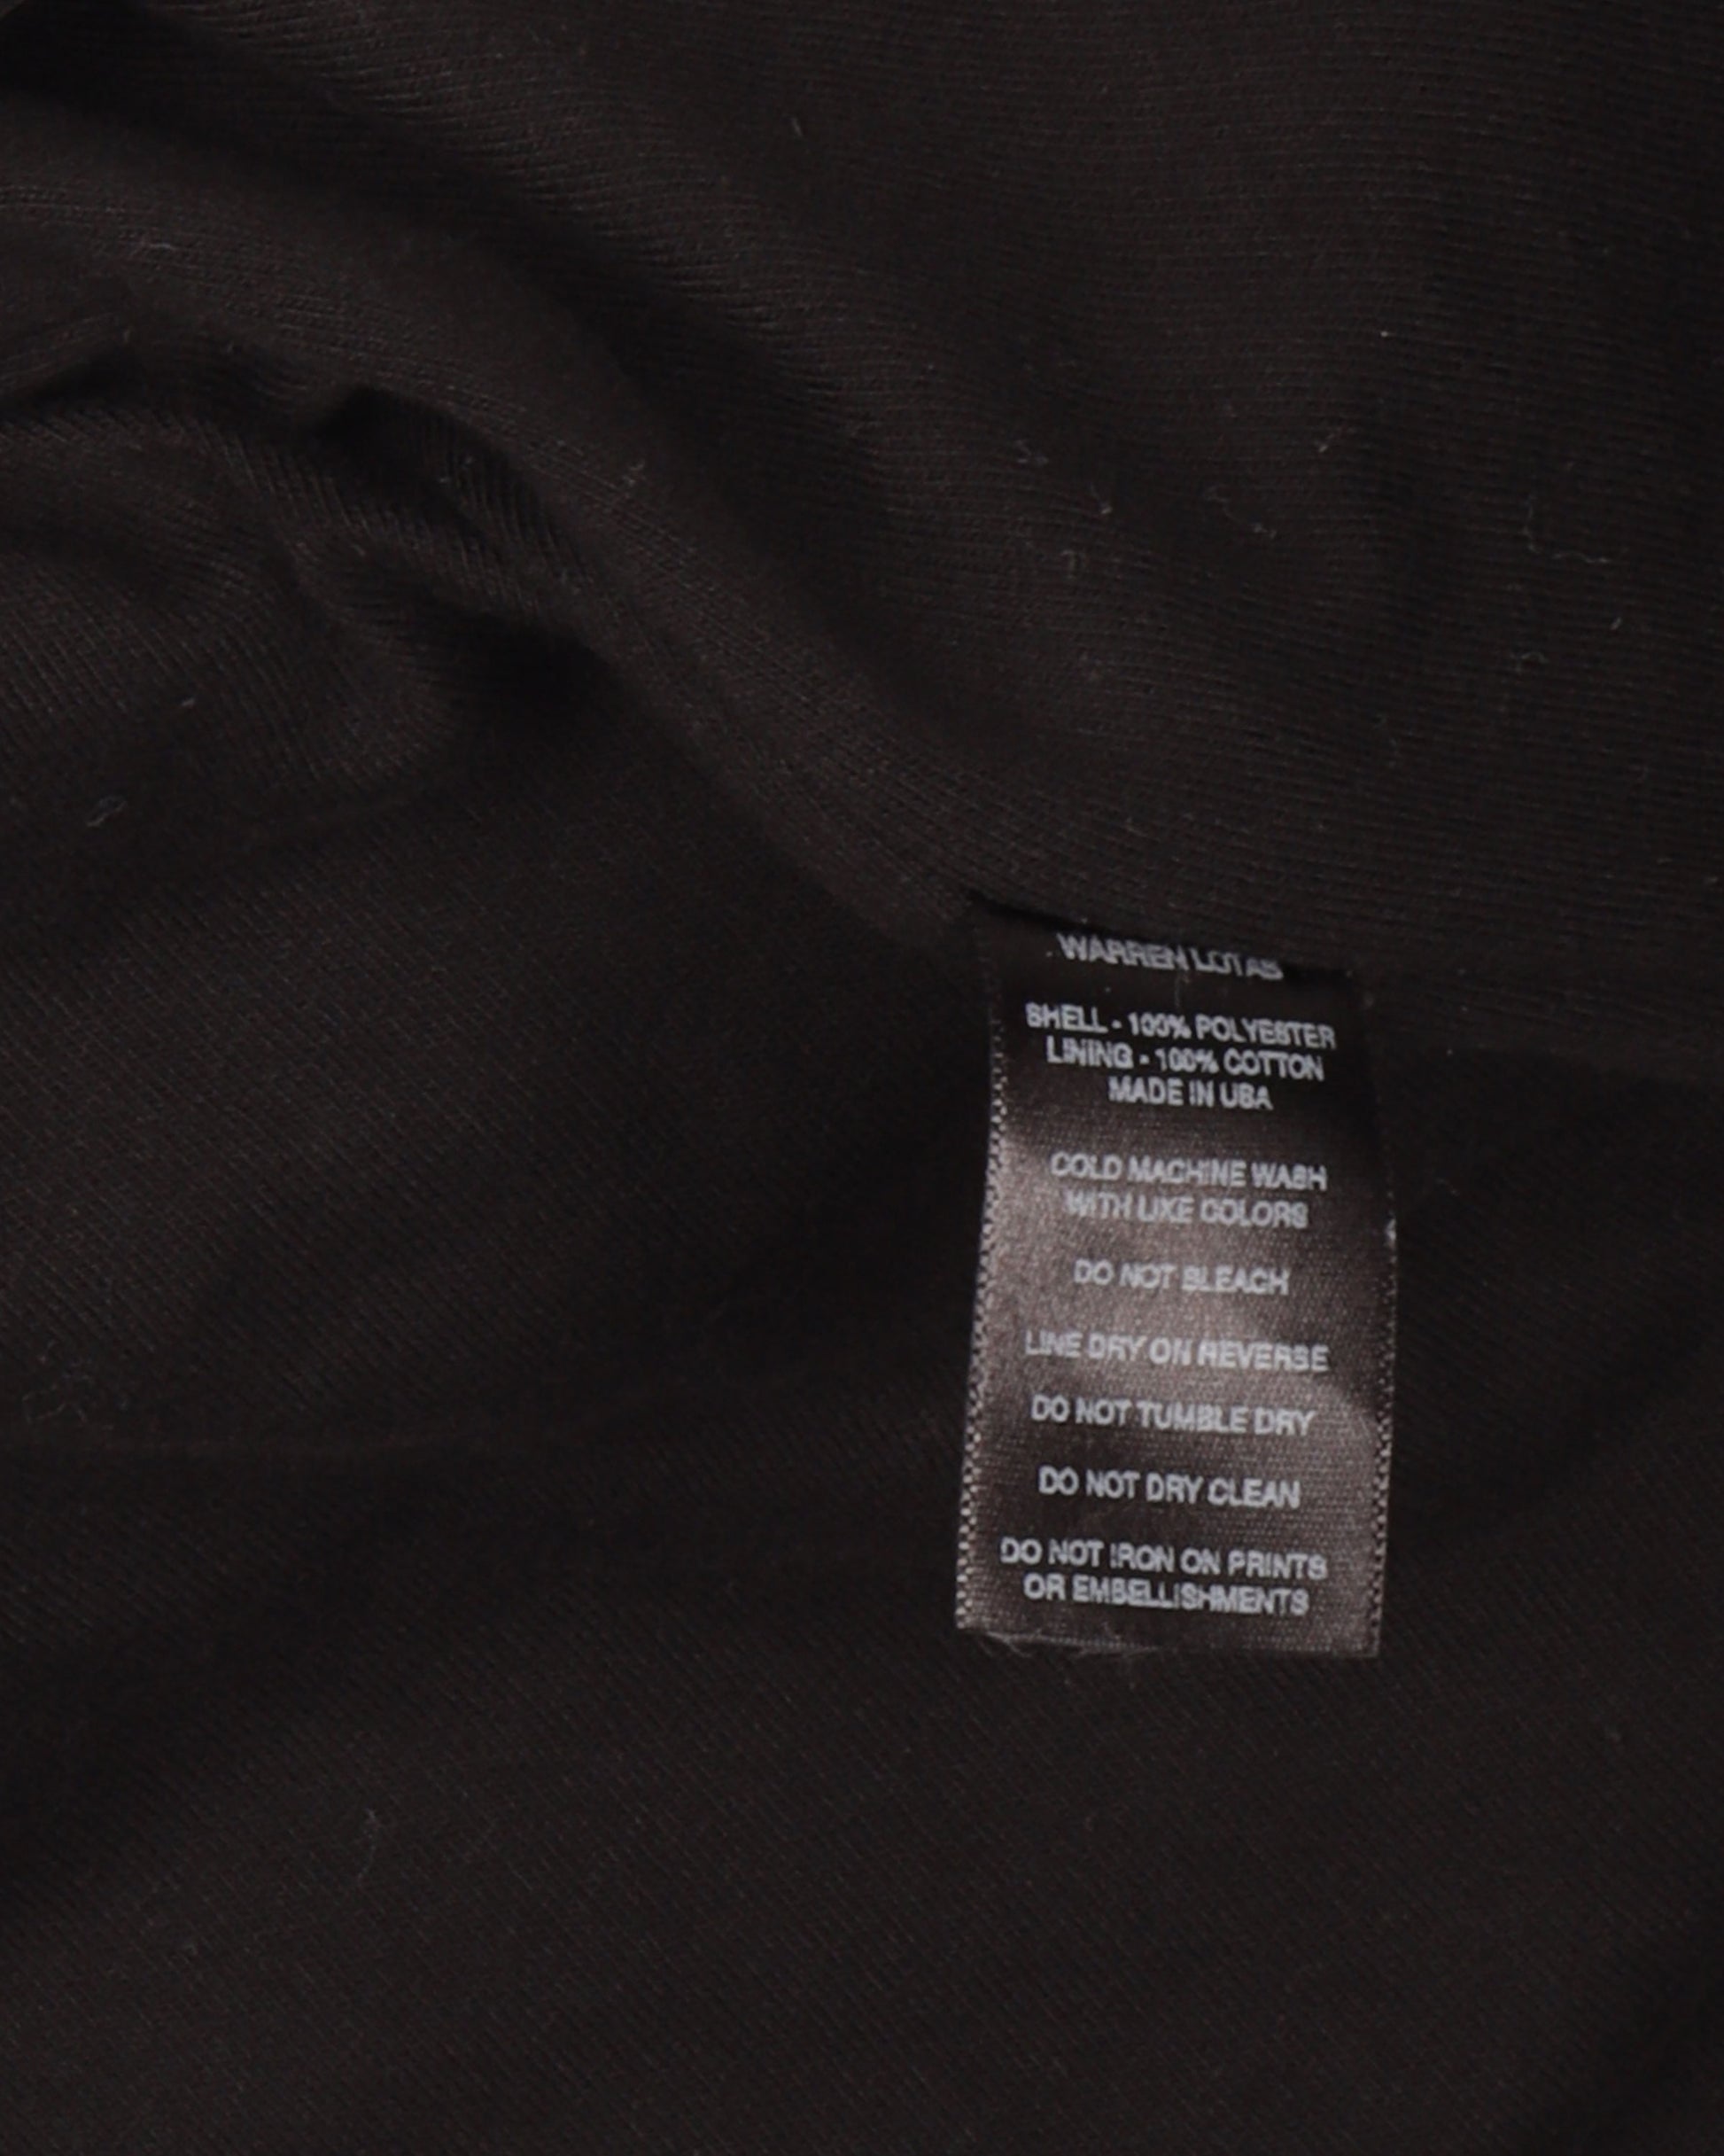 WARREN LOTAS
SHELL - 100% POLYESTER
LINING - 100% COTTON
MADE IN USA
COLD MACHINE WASH
WITH LIKE COLORS
DO NOT BLEACH
LINE DRY ON REVERSE
DO NOT TUMBLE DRY
DO NOT DRY CLEAN
DO NOT IRON ON PRINTS
OR EMBELLISHMENTS